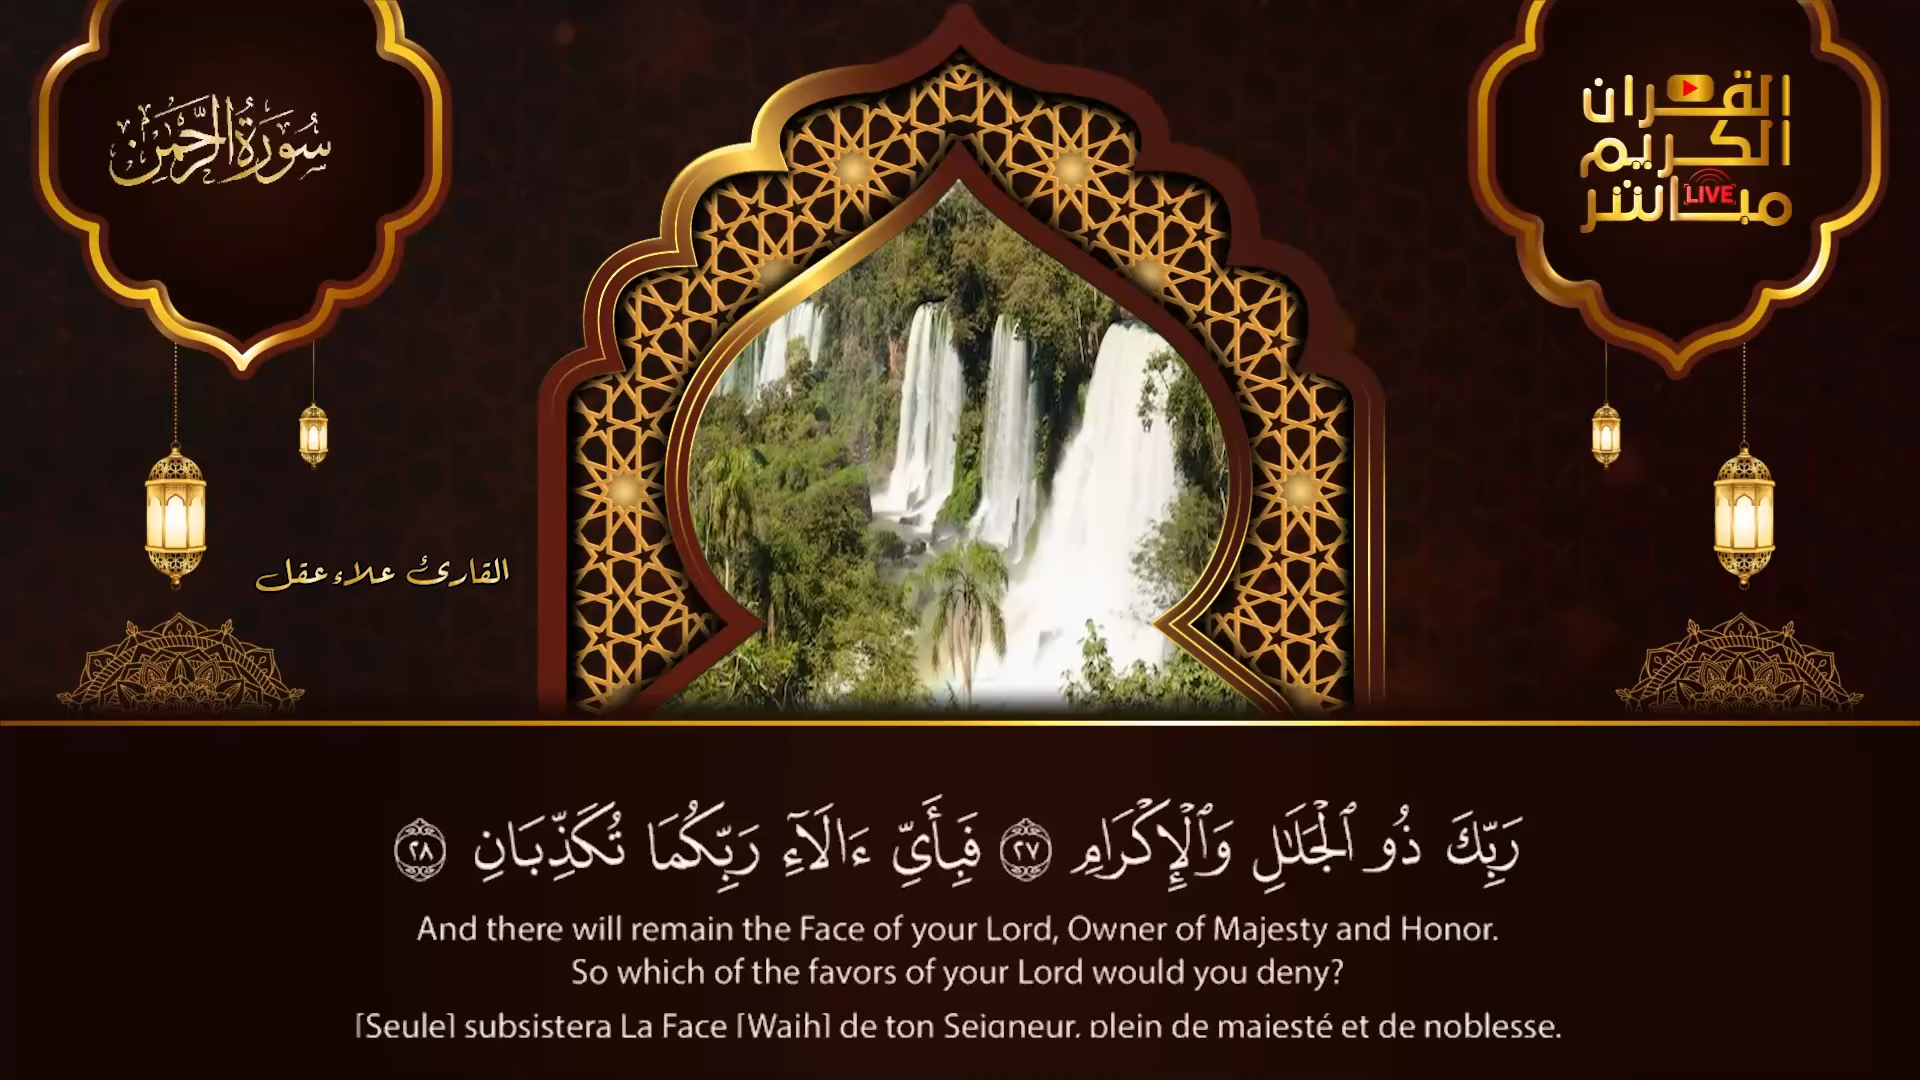 سُورَةُ الرَّحْمَٰن
القرآن
الكريم
مباشر
LIVE
القارئ علاء عقل
رَبِّكَ ذُو ٱلْجَلَٰلِ وَٱلْإِكْرَامِ ٢٧ فَبِأَىِّ ءَالَآءِ رَبِّكُمَا تُكَذِّبَانِ ٢٨
And there will remain the Face of your Lord, Owner of Majesty and Honor.
So which of the favors of your Lord would you deny?
[Seule] subsistera La Face [Wajh] de ton Seigneur, plein de majesté et de noblesse.